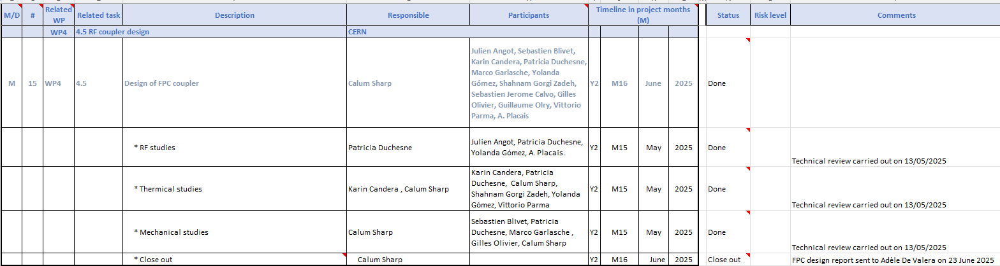 M/D # Related WP Related task Description Responsible Participants Timeline in project months (M) Status Risk level Comments
WP4 4.5 RF coupler design CERN
M 15 WP4 4.5 Design of FPC coupler Calum Sharp
Julien Angot, Sebastien Blivet,
Karin Candera, Patricia Duchesne,
Marco Garlasche, Yolanda
Gómez, Shahnam Gorgi Zadeh,
Sebastien Jerome Calvo, Gilles
Olivier, Guillaume Olry, Vittorio
Parma, A. Placais
Y2 M16 June 2025 Done
* RF studies Patricia Duchesne
Julien Angot, Patricia Duchesne,
Yolanda Gómez, A. Placais.
Y2 M15 May 2025 Done
Technical review carried out on 13/05/2025
* Thermical studies Karin Candera , Calum Sharp
Karin Candera, Patricia
Duchesne, Calum Sharp,
Shahnam Gorgi Zadeh, Yolanda
Gómez, Vittorio Parma
Y2 M15 May 2025 Done
Technical review carried out on 13/05/2025
* Mechanical studies Calum Sharp
Sebastien Blivet, Patricia
Duchesne, Marco Garlasche ,
Gilles Olivier, Calum Sharp
Y2 M15 May 2025 Done
Technical review carried out on 13/05/2025
* Close out Calum Sharp Y2 M16 June 2025 Close out FPC design report sent to Adèle De Valera on 23 June 2025